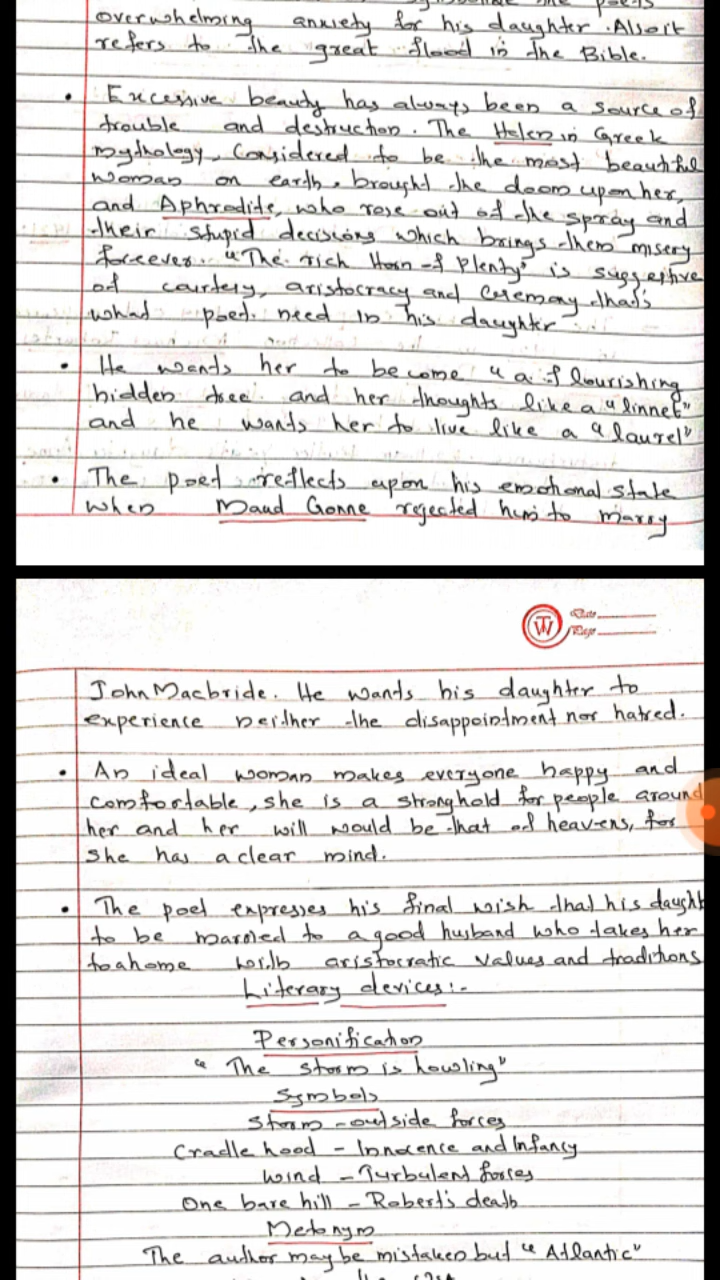 overwhelming anxiety for his daughter. Also it
refers to the great flood in the Bible.
• Excessive beauty has always been a source of
trouble and destruction. The Helen in Greek
mythology, Considered to be the most beautiful
woman on earth, brought the doom upon her,
and Aphrodite, who rose out of the spray and
their stupid decisions which brings them misery
forever. "The rich Horn of Plenty" is suggestive
of courtesy, aristocracy and Ceremony that's
what poet need in his daughter
• He wants her to become "a flourishing
hidden tree and her thoughts like a "linnet"
and he wants her to live like a "laurel"
• The poet reflects upon his emotional state
when Maud Gonne rejected him to marry
Date
Page
John Macbride. He wants his daughter to
experience neither the disappointment nor hatred.
• An ideal woman makes everyone happy and
comfortable, she is a stronghold for people around
her and her will would be that of heavens, for
she has a clear mind.
• The poet expresses his final wish that his daught
to be married to a good husband who takes her
to a home with aristocratic values and traditions
Literary devices:-
Personification
"The storm is howling"
Symbols
Storm - outside forces
Cradle hood - Innocence and Infancy
Wind - Turbulent forces
One bare hill - Robert's death
Metonym
The author may be mistaken but "Atlantic"